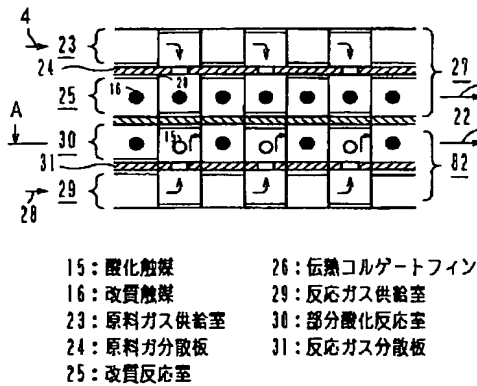 4
23
24
16
28
25
27
22
A
15
22
30
31
32
29
28
15：酸化触媒
16：改質触媒
23：原料ガス供給室
24：原料ガ分散板
25：改質反応室
26：伝熱コルゲートフィン
29：反応ガス供給室
30：部分酸化反応室
31：反応ガス分散板